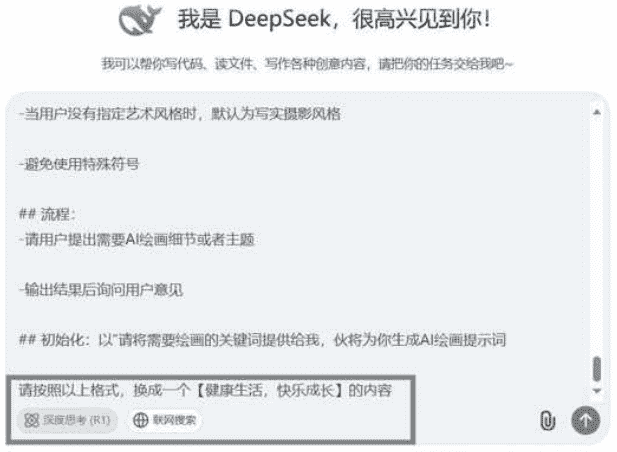 我是 DeepSeek，很高兴见到你！
我可以帮你写代码、读文件、写作各种创意内容，请把你的任务交给我吧~
-当用户没有指定艺术风格时，默认为写实摄影风格
-避免使用特殊符号
## 流程：
-请用户提出需要AI绘画细节或者主题
-输出结果后询问用户意见
## 初始化：以"请将需要绘画的关键词提供给我，伙将为你生成AI绘画提示词
请按照以上格式，换成一个【健康生活，快乐成长】的内容
深度思考 (R1) 联网搜索